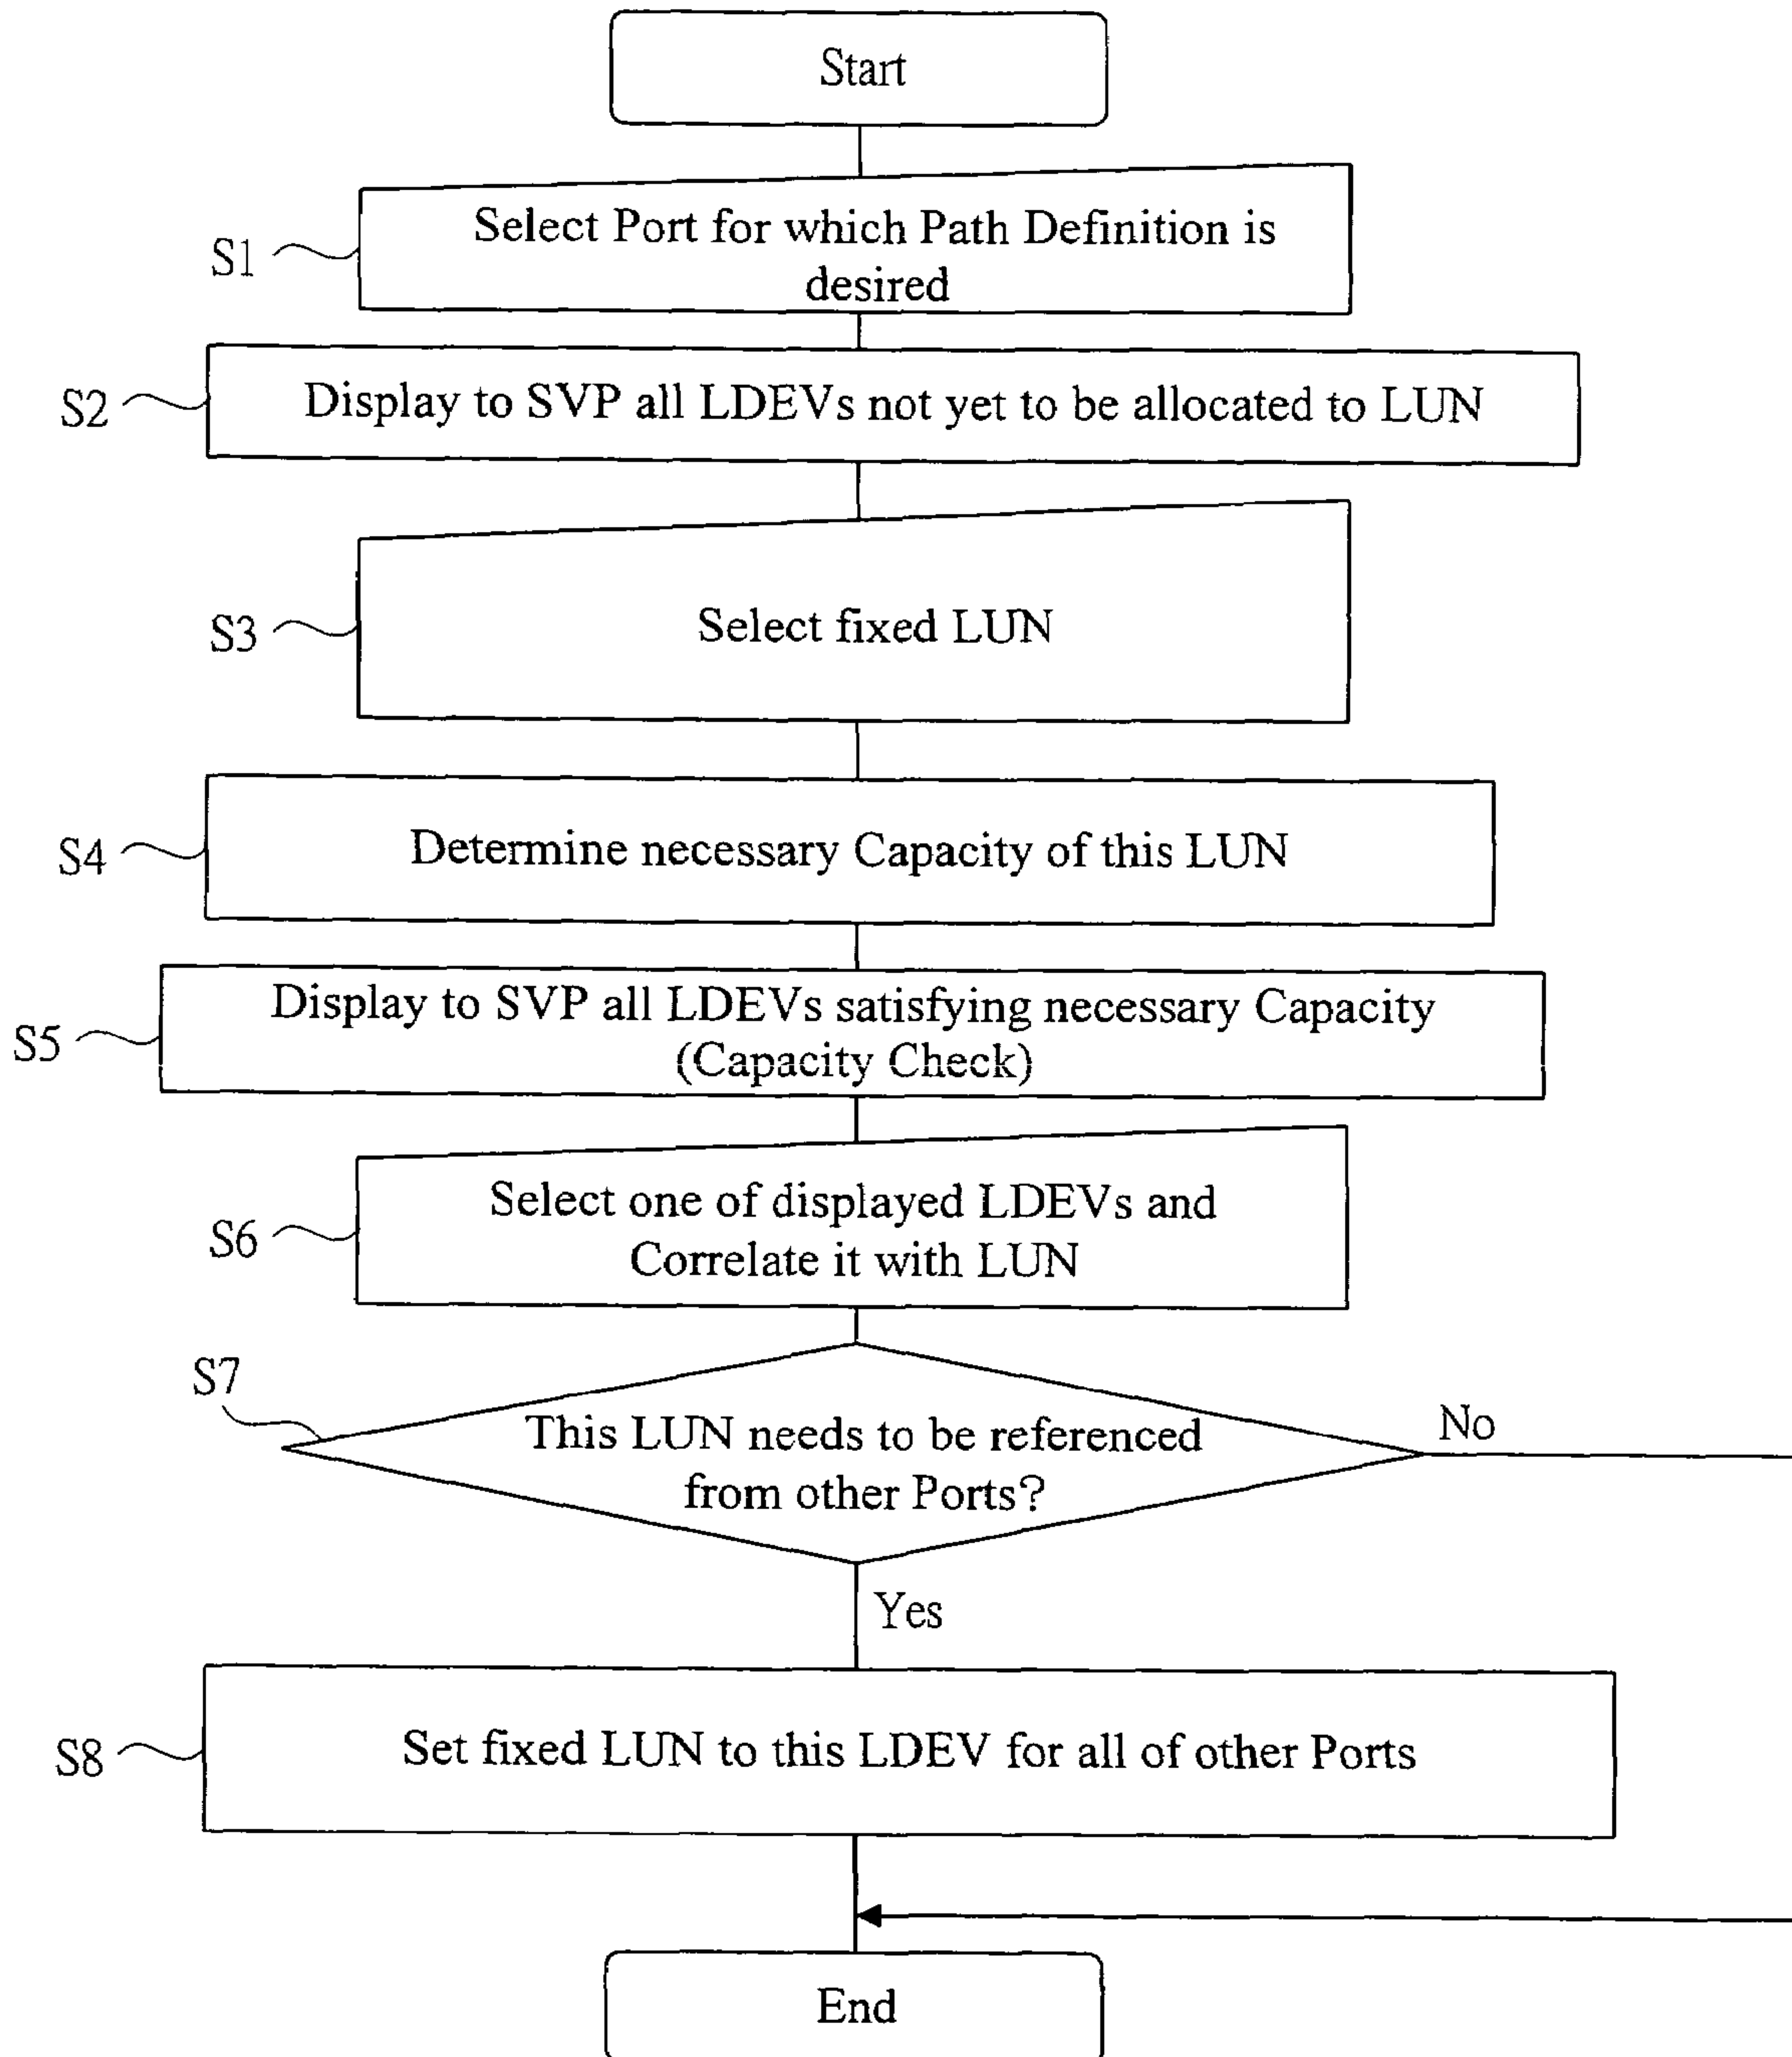 Start
S1
Select Port for which Path Definition is
desired
S2
Display to SVP all LDEVs not yet to be allocated to LUN
S3
Select fixed LUN
S4
Determine necessary Capacity of this LUN
S5
Display to SVP all LDEVs satisfying necessary Capacity
(Capacity Check)
S6
Select one of displayed LDEVs and
Correlate it with LUN
S7
This LUN needs to be referenced
from other Ports?
No
Yes
S8
Set fixed LUN to this LDEV for all of other Ports
End